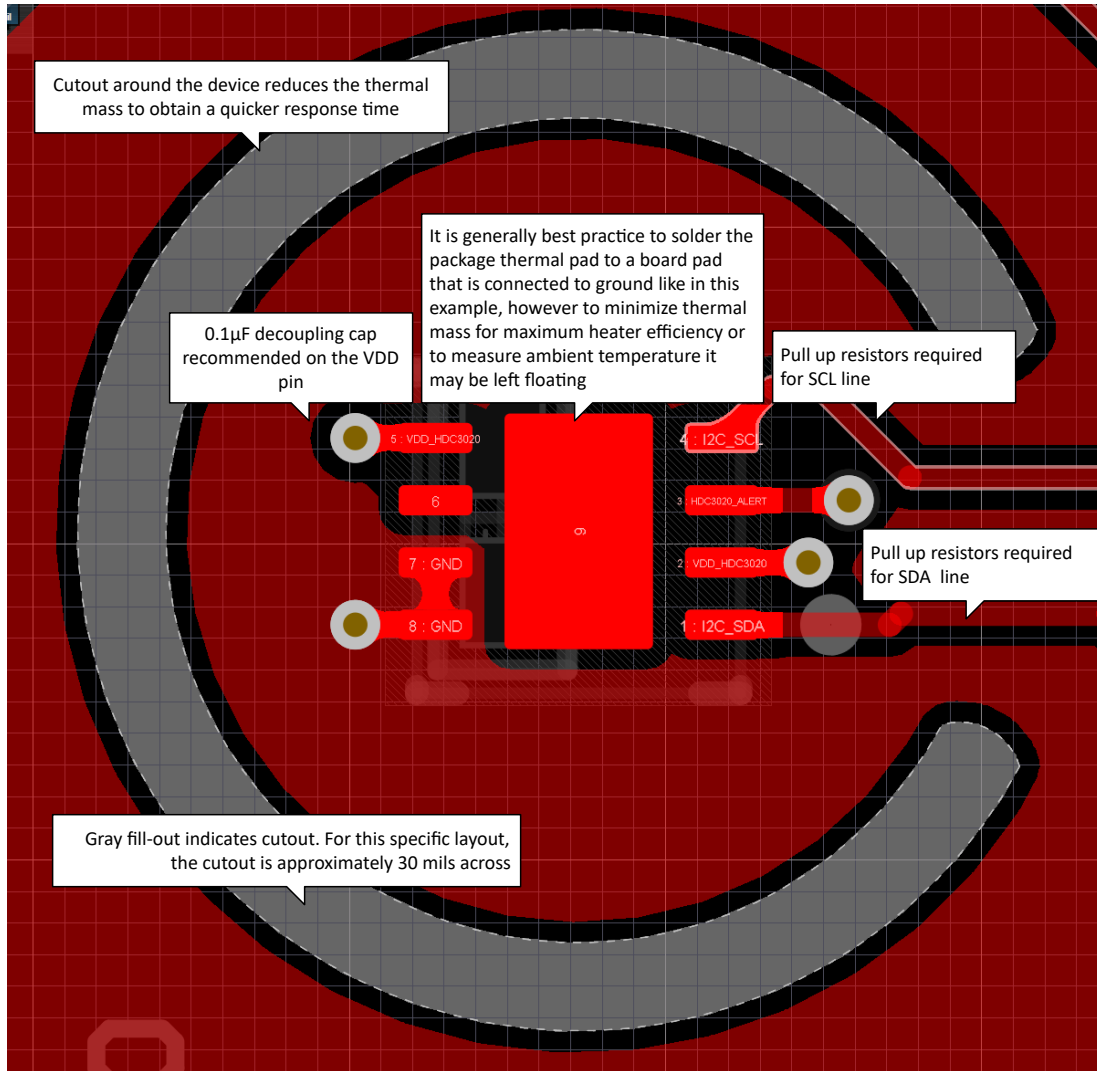 Cutout around the device reduces the thermal
mass to obtain a quicker response time
It is generally best practice to solder the
package thermal pad to a board pad
that is connected to ground like in this
example, however to minimize thermal
mass for maximum heater efficiency or
to measure ambient temperature it
may be left floating
0.1µF decoupling cap
recommended on the VDD
pin
Pull up resistors required
for SCL line
5 : VDD_HDC3020
4 : I2C_SCL
6
3 : HDC3020_ALERT
9
Pull up resistors required
for SDA  line
7 : GND
2 : VDD_HDC3020
8 : GND
1 : I2C_SDA
Gray fill-out indicates cutout. For this specific layout,
the cutout is approximately 30 mils across